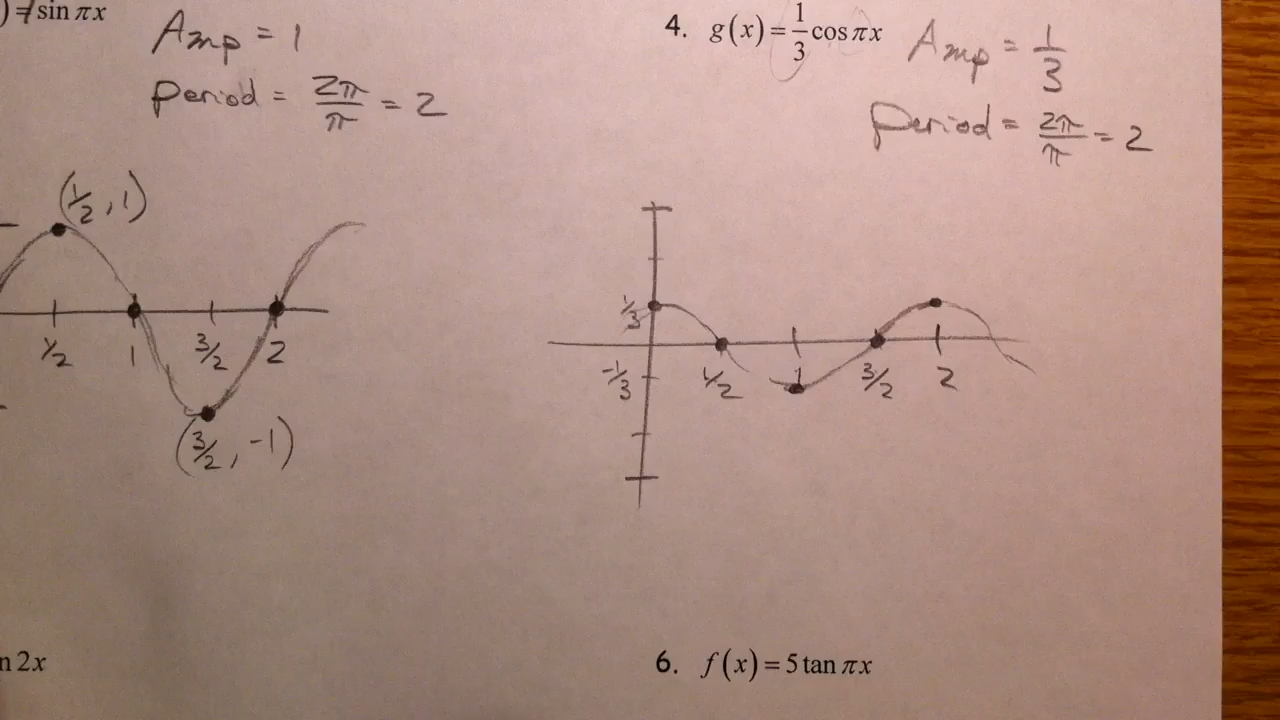 ) = sin πx
Amp = 1
Period = 2π/π = 2
(1/2, 1)
1/2 1 3/2 2
(3/2, -1)
4. g(x) = 1/3 cos πx
Amp = 1/3
Period = 2π/π = 2
1/3
-1/3 1/2 1 3/2 2
n 2x
6. f(x) = 5 tan πx